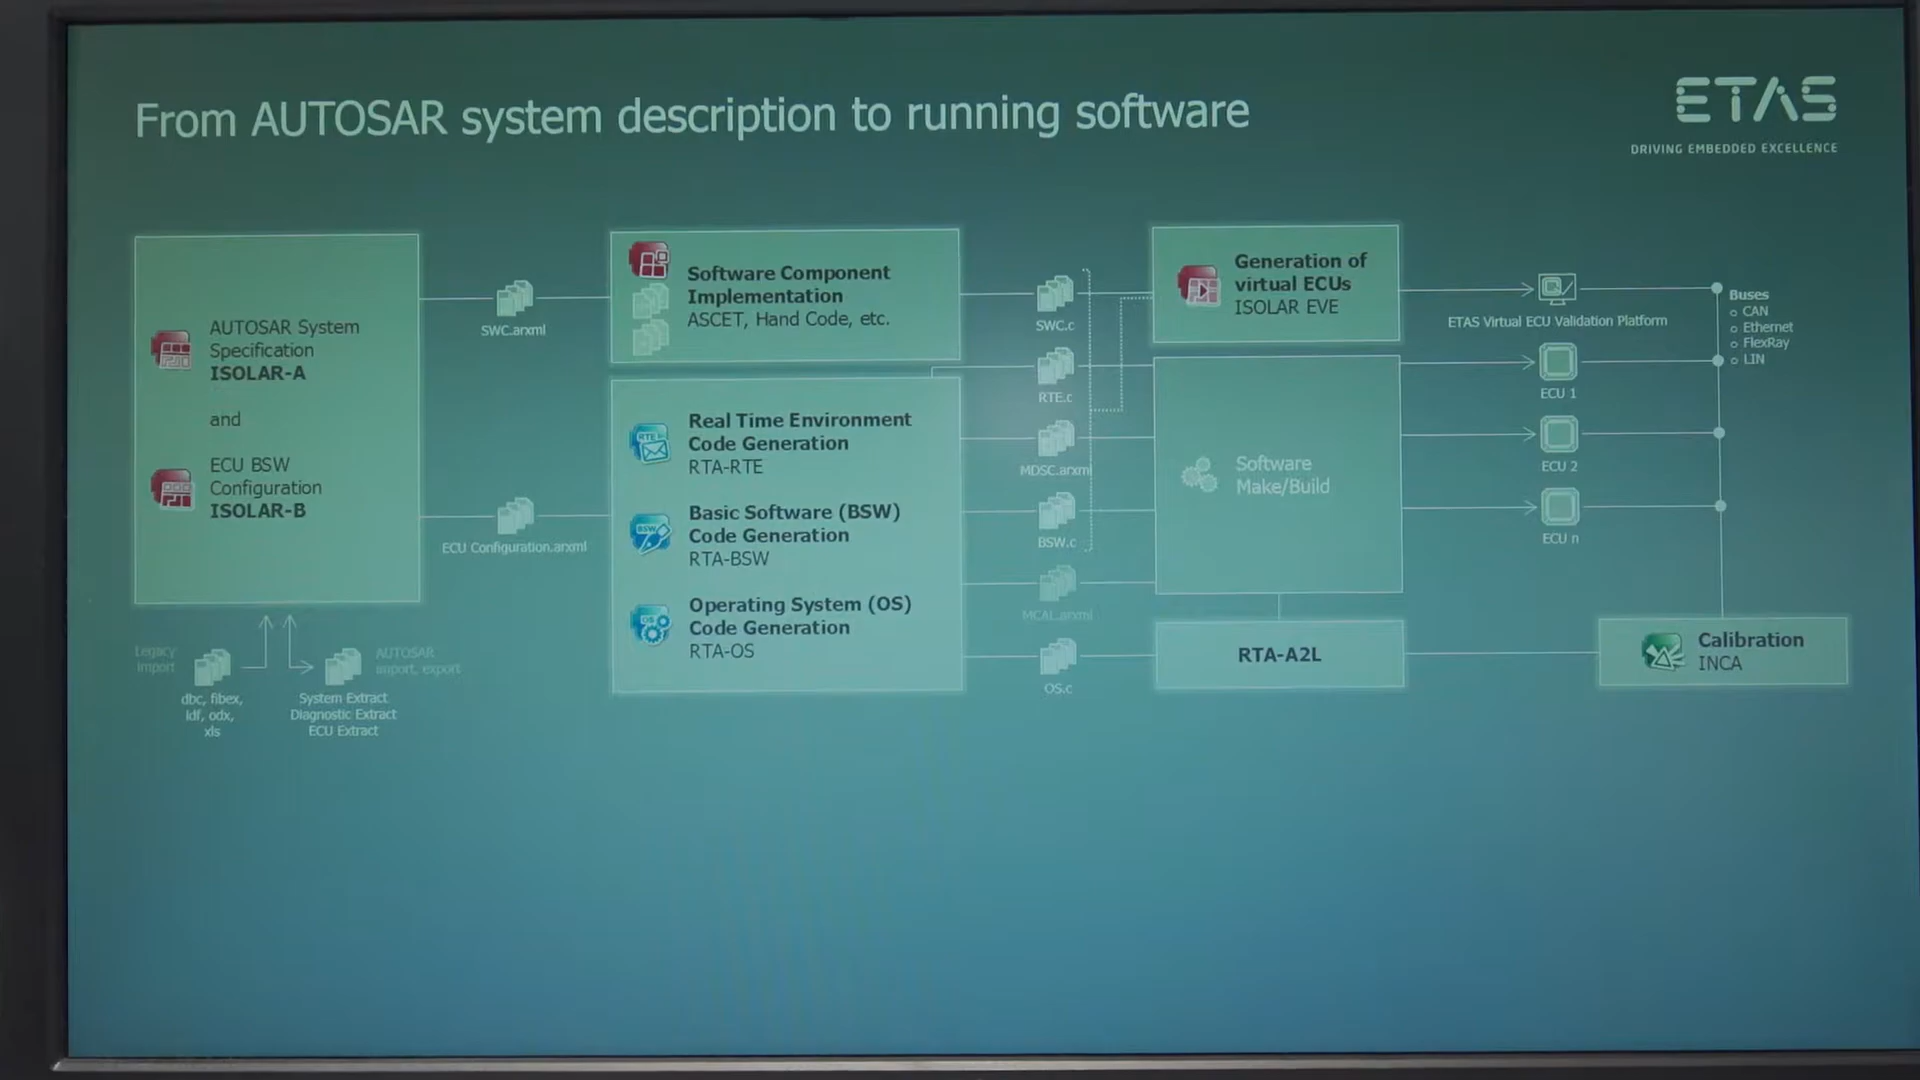 From AUTOSAR system description to running software
ETAS
DRIVING EMBEDDED EXCELLENCE
AUTOSAR System
Specification
ISOLAR-A
and
ECU BSW
Configuration
ISOLAR-B
Legacy
import
dbc, fibex,
ldf, odx,
xls
AUTOSAR
import, export
System Extract
Diagnostic Extract
ECU Extract
SWC.arxml
ECU Configuration.arxml
Software Component
Implementation
ASCET, Hand Code, etc.
RTE
Real Time Environment
Code Generation
RTA-RTE
BSW
Basic Software (BSW)
Code Generation
RTA-BSW
OS
Operating System (OS)
Code Generation
RTA-OS
SWC.c
RTE.c
MDSC.arxml
BSW.c
MCAL.arxml
OS.c
Generation of
virtual ECUs
ISOLAR EVE
Software
Make/Build
RTA-A2L
ETAS Virtual ECU Validation Platform
ECU 1
ECU 2
ECU n
Buses
CAN
Ethernet
FlexRay
LIN
Calibration
INCA